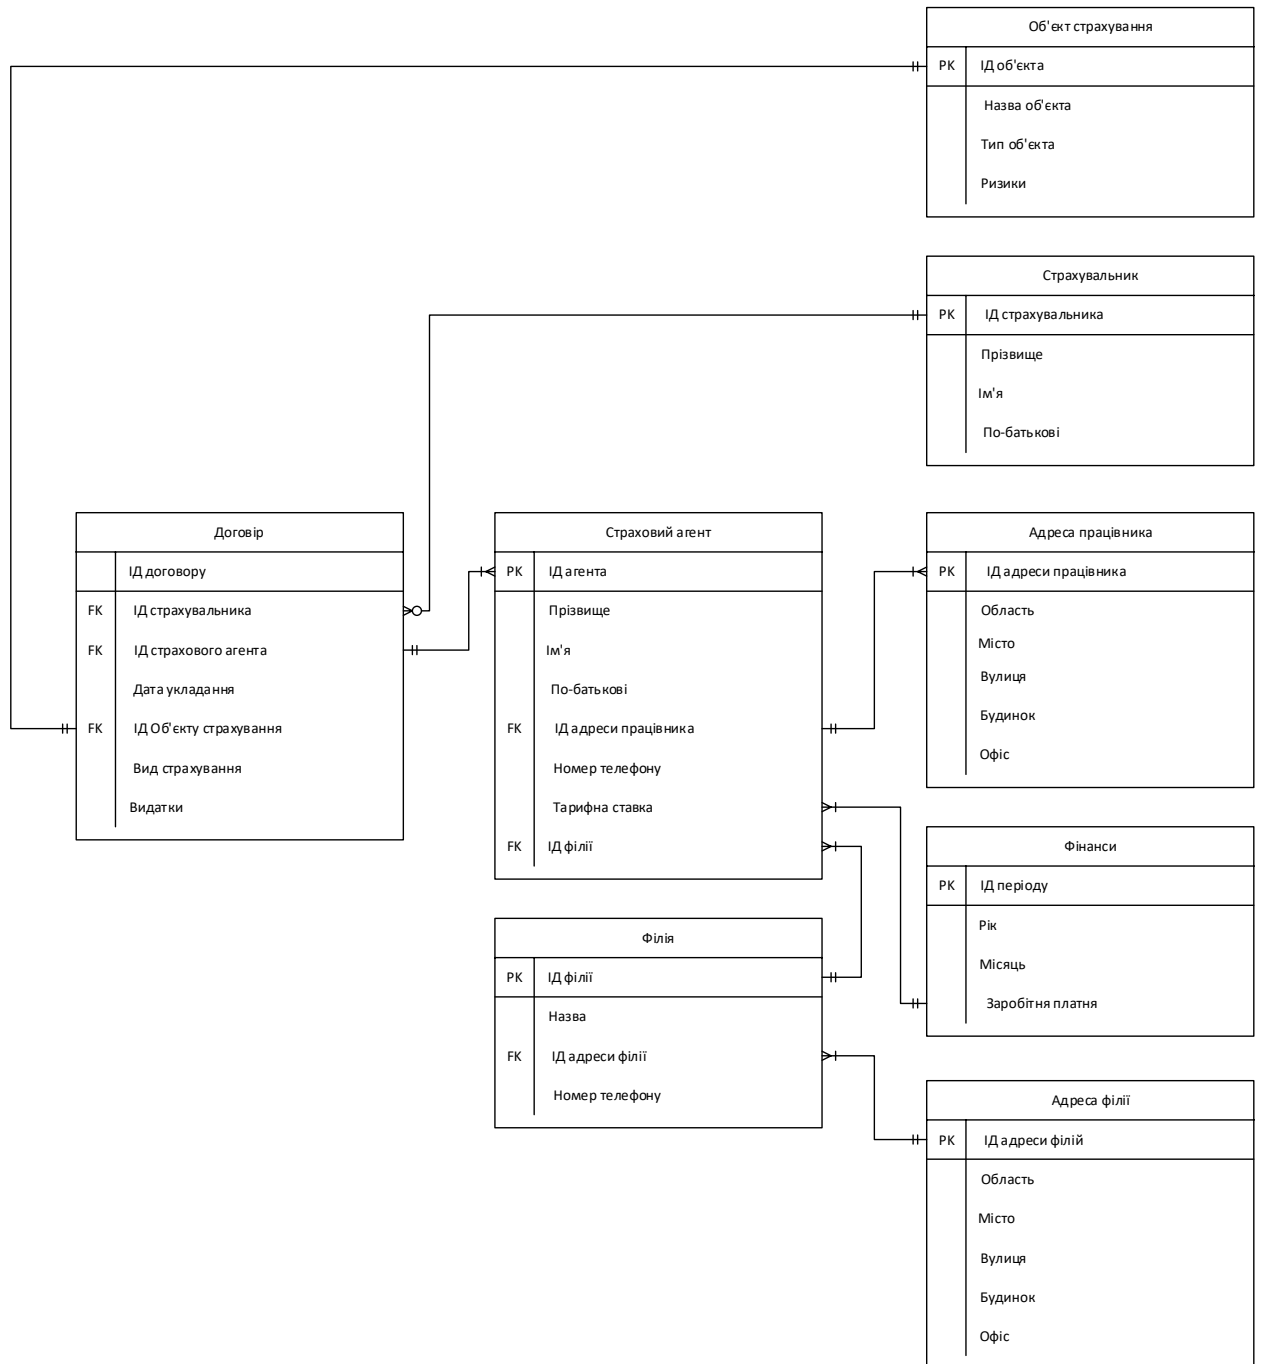 Об'єкт страхування
PK ІД об'єкта
Назва об'єкта
Тип об'єкта
Ризики
Страхувальник
PK ІД страхувальника
Прізвище
Ім'я
По-батькові
Договір
ІД договору
FK ІД страхувальника
FK ІД страхового агента
Дата укладання
FK ІД Об'єкту страхування
Вид страхування
Видатки
Страховий агент
PK ІД агента
Прізвище
Ім'я
По-батькові
FK ІД адреси працівника
Номер телефону
Тарифна ставка
FK ІД філії
Адреса працівника
PK ІД адреси працівника
Область
Місто
Вулиця
Будинок
Офіс
Фінанси
PK ІД періоду
Рік
Місяць
Заробітня платня
Філія
PK ІД філії
Назва
FK ІД адреси філії
Номер телефону
Адреса філії
PK ІД адреси філій
Область
Місто
Вулиця
Будинок
Офіс